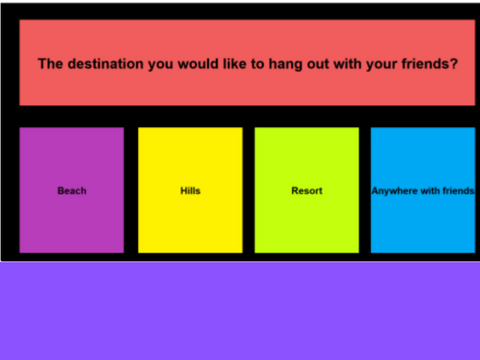 The destination you would like to hang out with your friends?
Beach
Hills
Resort
Anywhere with friends